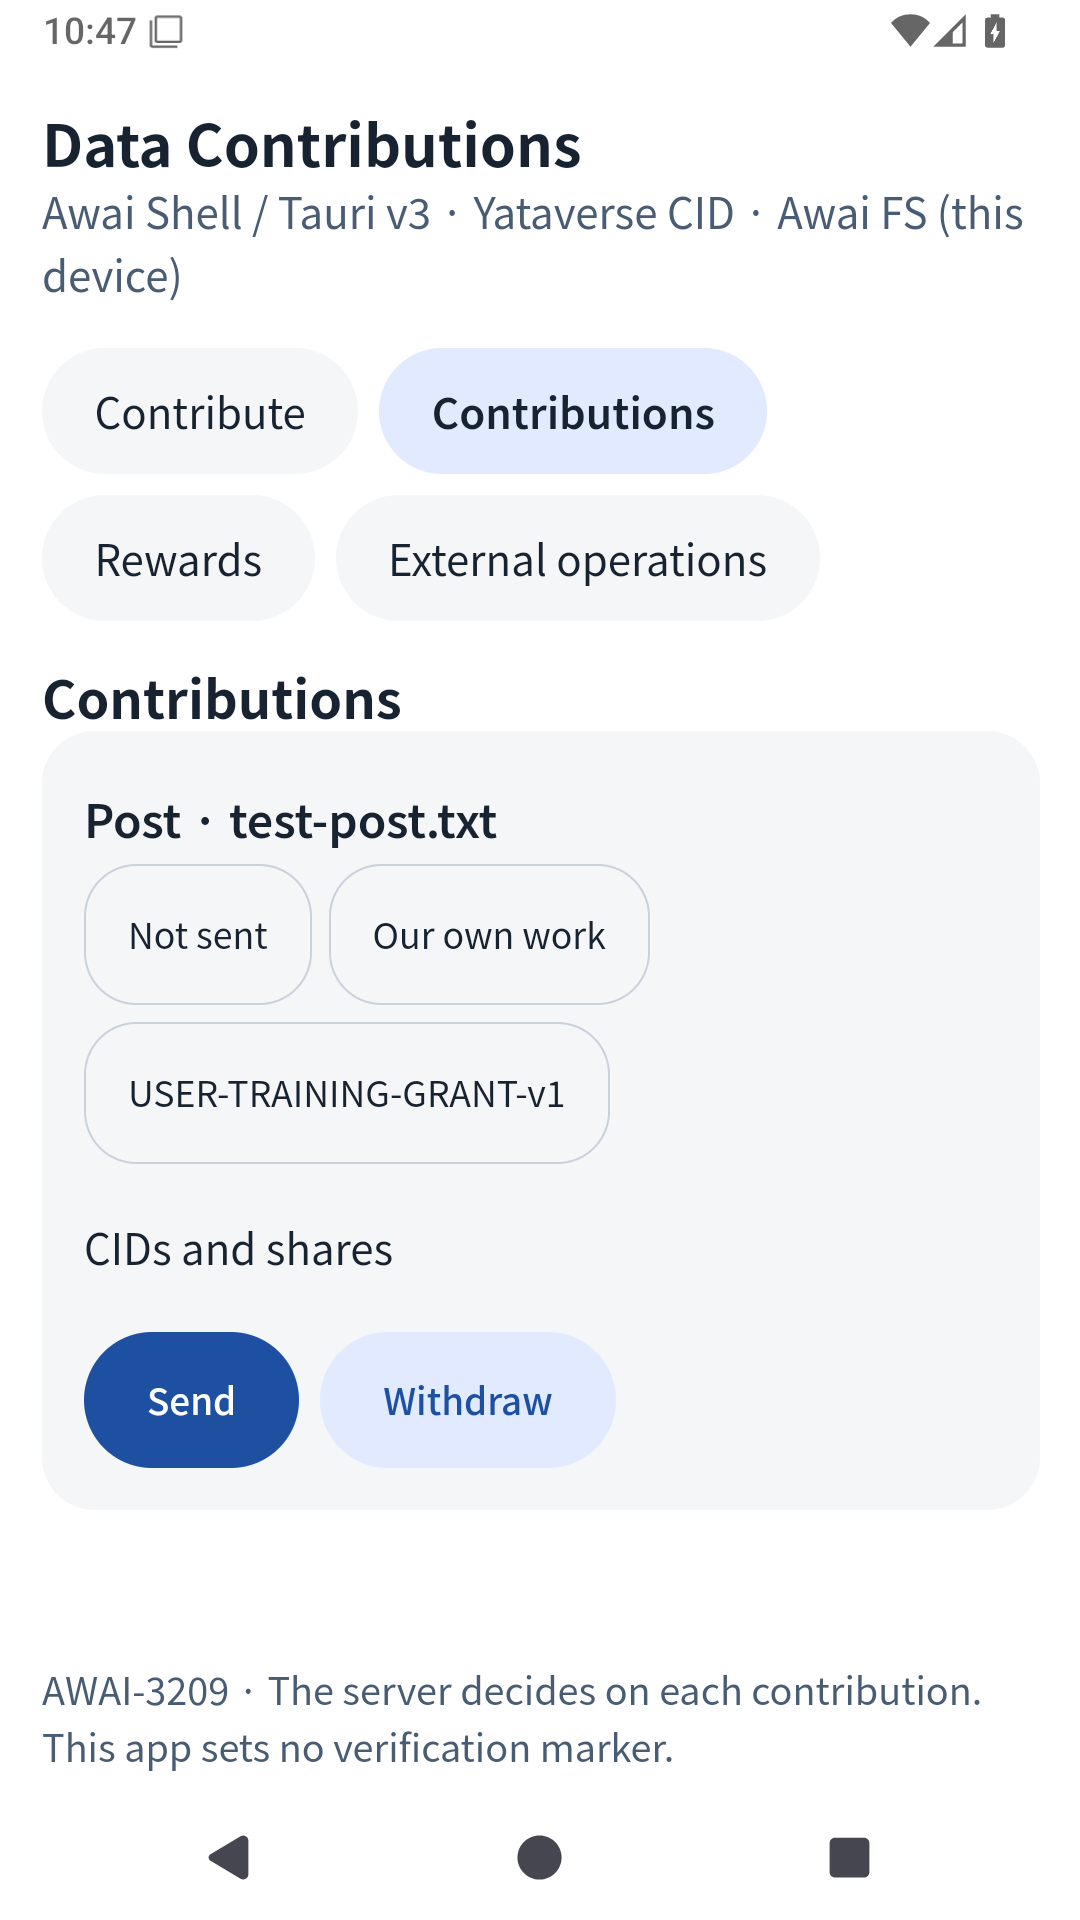 10:47
Data Contributions
Awai Shell / Tauri v3 · Yataverse CID · Awai FS (this
device)
Contribute
Contributions
Rewards
External operations
Contributions
Post · test-post.txt
Not sent
Our own work
USER-TRAINING-GRANT-v1
CIDs and shares
Send
Withdraw
AWAI-3209 · The server decides on each contribution.
This app sets no verification marker.